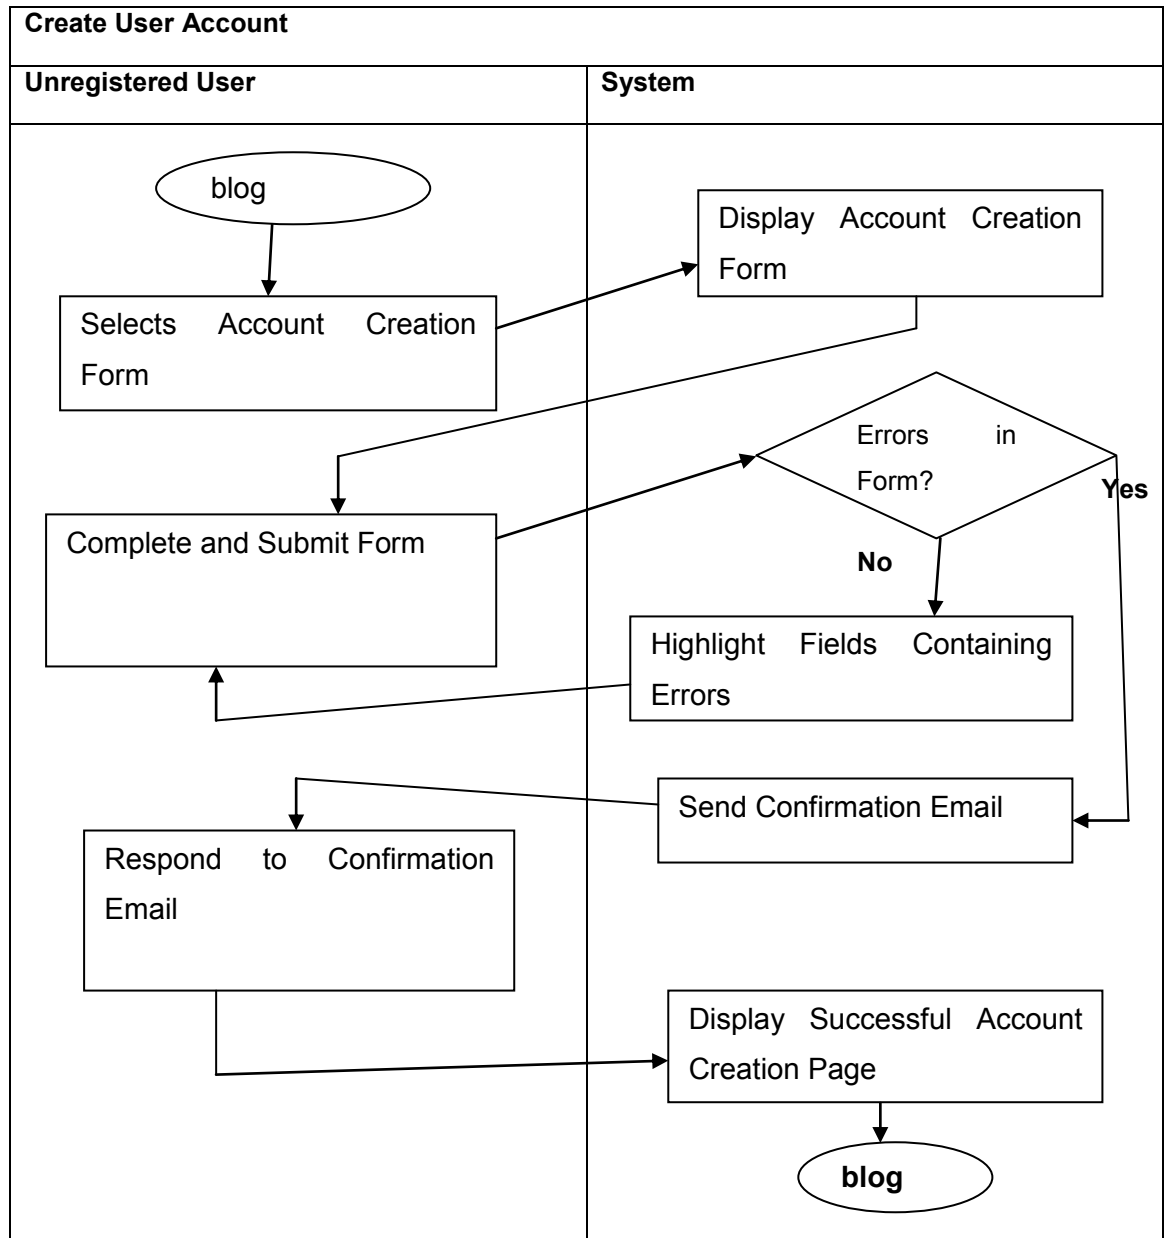 Create User Account
Unregistered User
System
blog
Display Account Creation
Form
Selects Account Creation
Form
Errors in
Form?
Yes
Complete and Submit Form
No
Highlight Fields Containing
Errors
Send Confirmation Email
Respond to Confirmation
Email
Display Successful Account
Creation Page
blog